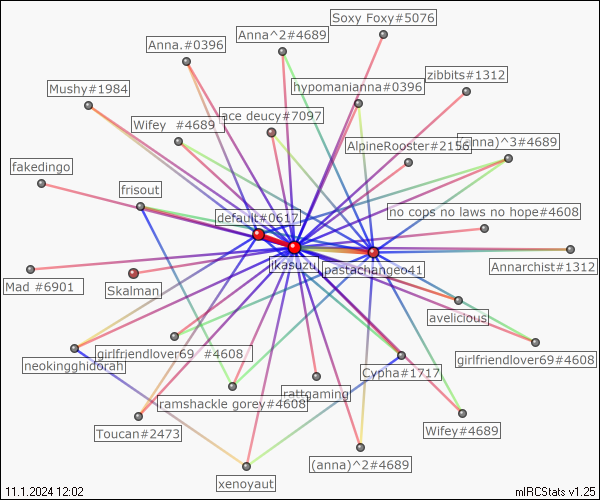 Soxy Foxy#5076
Anna^2#4689
Anna.#0396
zibbits#1312
hypomanianna#0396
Mushy#1984
ace deucy#7097
Wifey #4689
AlpineRooster#2156
nna)^3#4689
fakedingo
frisout
default#0617
no cops no laws no hope#4608
ikasuzu
pastachangeo41
Annarchist#1312
Mad #6901
Skalman
avelicious
girlfriendlover69 #4608
girlfriendlover69#4608
neokingghidorah
Cypha#1717
rattgaming
ramshackle gorey#4608
Toucan#2473
Wifey#4689
(anna)^2#4689
xenoyaut
11.1.2024 12:02
mIRCStats v1.25